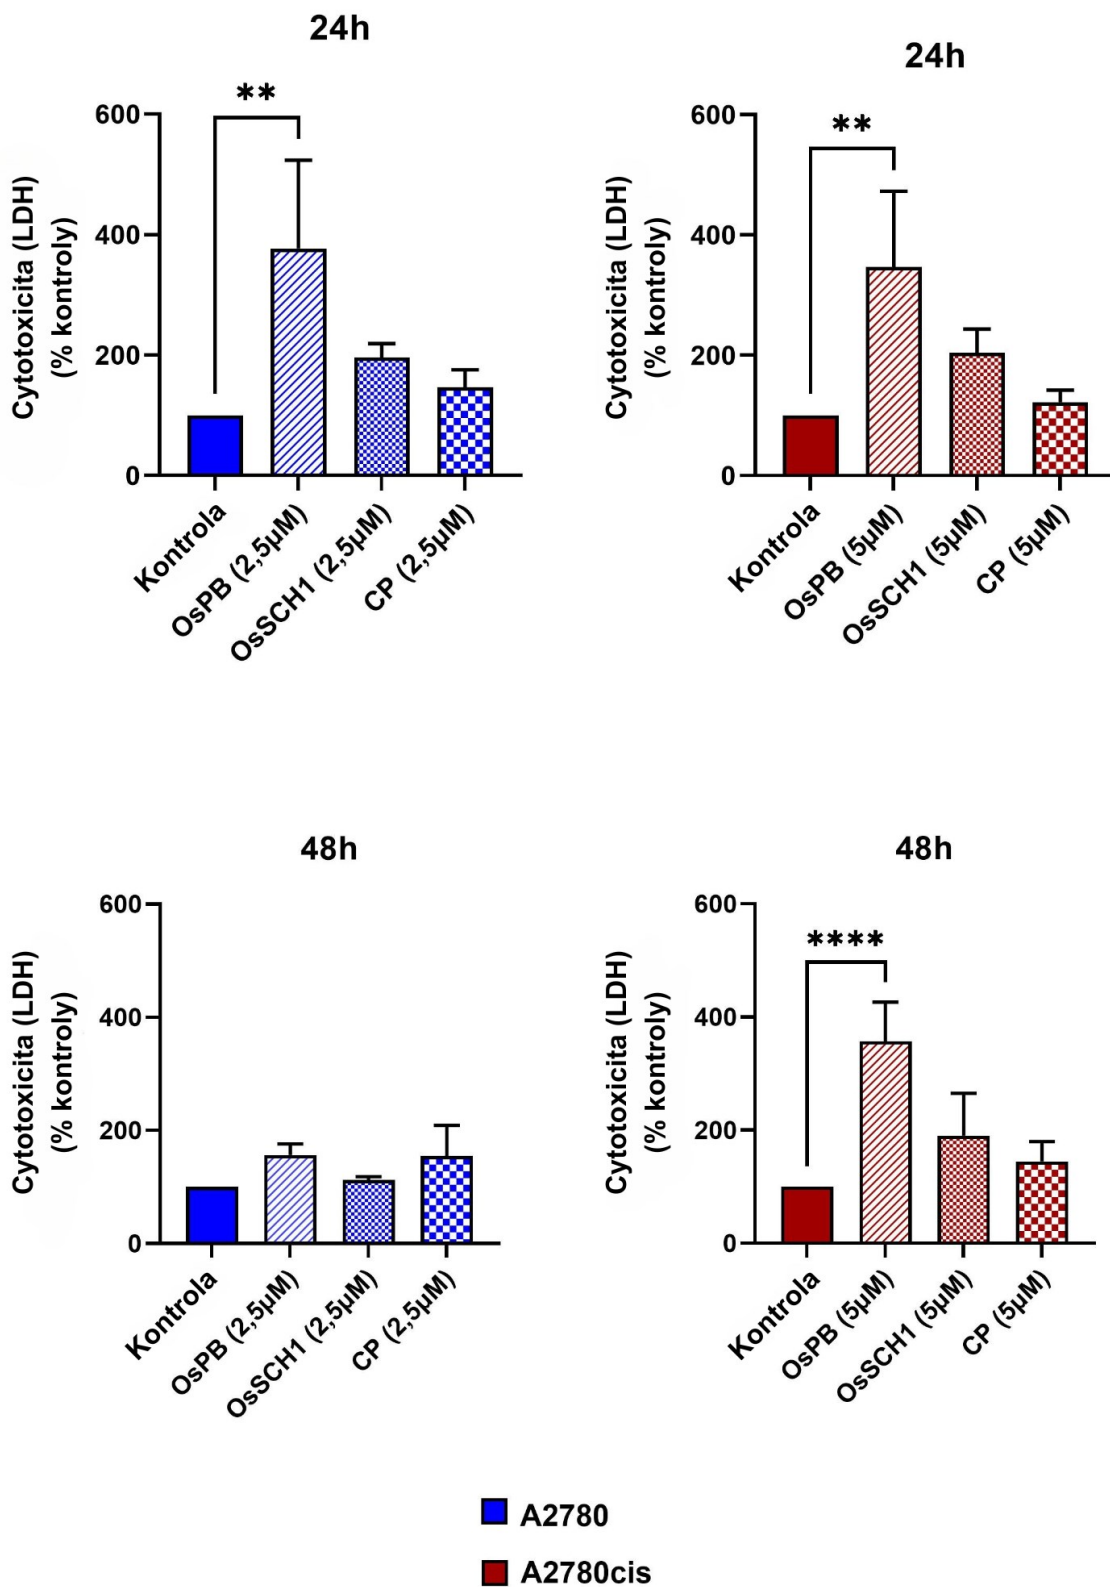 24h
**
Cytotoxicita (LDH)
(% kontroly)
600
400
200
0
Kontrola
OsPB (2,5µM)
OsSCH1 (2,5µM)
CP (2,5µM)
24h
**
Cytotoxicita (LDH)
(% kontroly)
600
400
200
0
Kontrola
OsPB (5µM)
OsSCH1 (5µM)
CP (5µM)
48h
Cytotoxicita (LDH)
(% kontroly)
600
400
200
0
Kontrola
OsPB (2,5µM)
OsSCH1 (2,5µM)
CP (2,5µM)
48h
****
Cytotoxicita (LDH)
(% kontroly)
600
400
200
0
Kontrola
OsPB (5µM)
OsSCH1 (5µM)
CP (5µM)
A2780
A2780cis